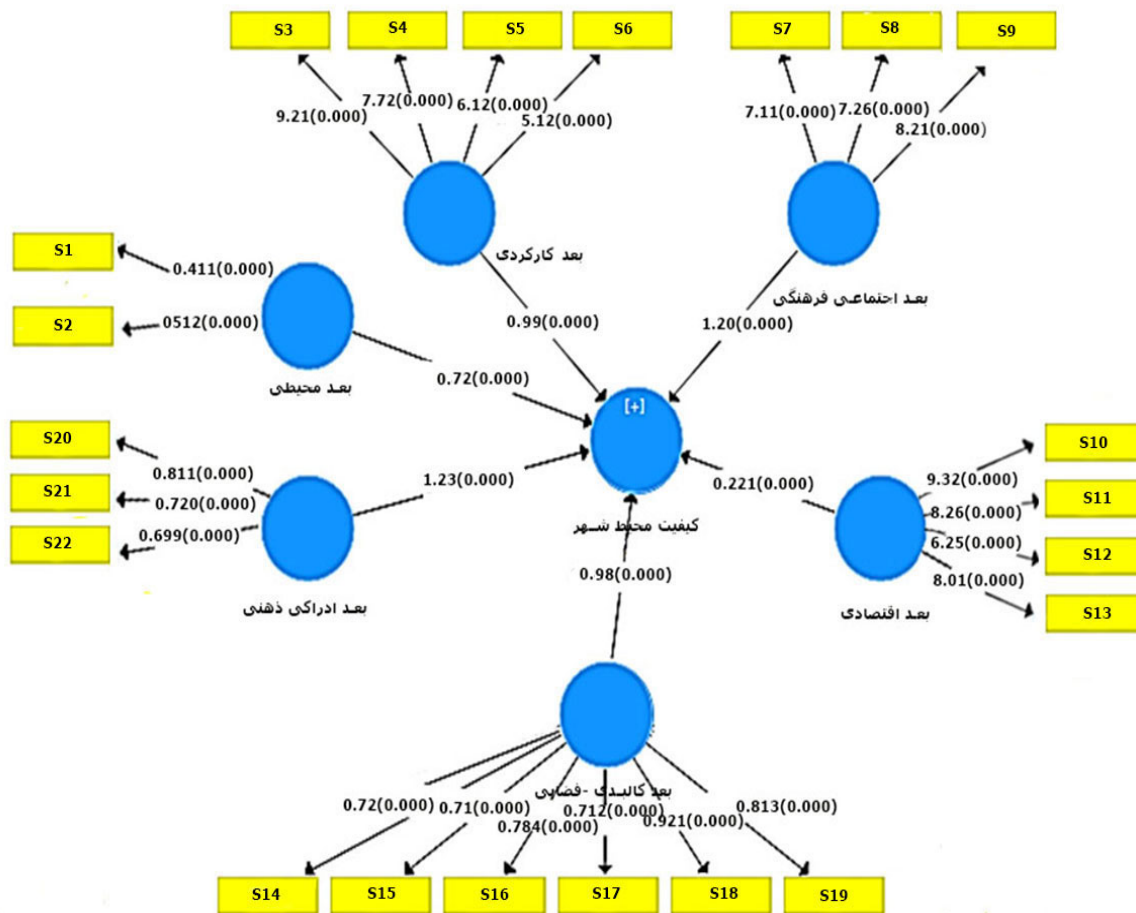 S3 S4 S5 S6 S7 S8 S9
9.21(0.000) 7.72(0.000) 6.12(0.000) 5.12(0.000) 7.11(0.000) 7.26(0.000) 8.21(0.000)
بعد کارکردی
بعد اجتماعی فرهنگی
S1
0.411(0.000)
S2
0512(0.000)
0.99(0.000)
1.20(0.000)
بعد محیطی
0.72(0.000)
[+]
S20
0.811(0.000)
S21
0.720(0.000)
S22
0.699(0.000)
1.23(0.000)
0.221(0.000)
S10
9.32(0.000)
S11
8.26(0.000)
S12
6.25(0.000)
S13
8.01(0.000)
کیفیت محیط شهر
بعد ادراکی ذهنی
بعد اقتصادی
0.98(0.000)
بعد کالبدی -فضایی
0.72(0.000) 0.71(0.000) 0.784(0.000) 0.712(0.000) 0.921(0.000) 0.813(0.000)
S14 S15 S16 S17 S18 S19